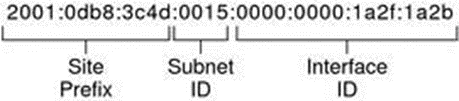 2001:0db8:3c4d:0015:0000:0000:1a2f:1a2b
Site Subnet Interface
Prefix ID ID